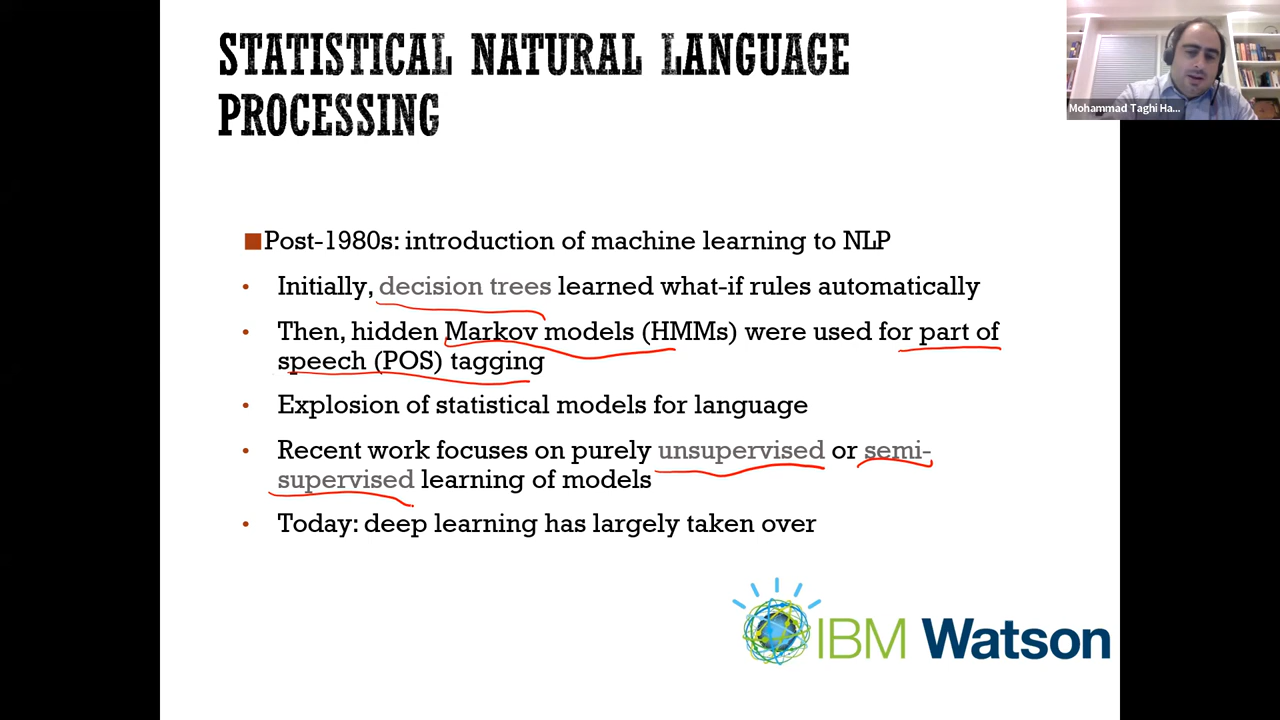 STATISTICAL NATURAL LANGUAGE
PROCESSING
Mohammad Taghi Ha...
Post-1980s: introduction of machine learning to NLP
Initially, decision trees learned what-if rules automatically
Then, hidden Markov models (HMMs) were used for part of
speech (POS) tagging
Explosion of statistical models for language
Recent work focuses on purely unsupervised or semi-
supervised learning of models
Today: deep learning has largely taken over
IBM Watson